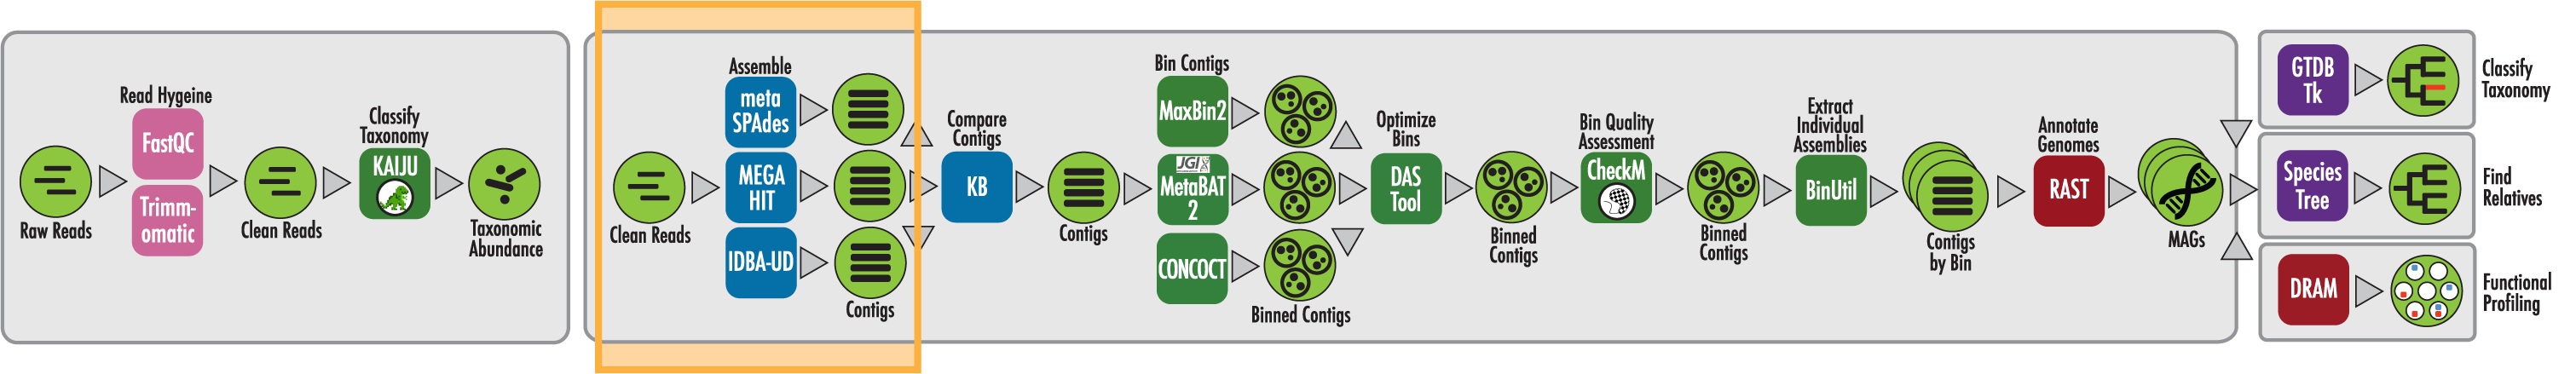 Read Hygeine
FastQC
Trimm-
omatic
Raw Reads
Clean Reads
Classify
Taxonomy
KAIJU
Taxonomic
Abundance
Clean Reads
Assemble
meta
SPAdes
MEGA
HIT
IDBA-UD
Contigs
Compare
Contigs
KB
Contigs
Bin Contigs
MaxBin2
JGI
MetaBAT
2
CONCOCT
Binned Contigs
Optimize
Bins
DAS
Tool
Binned
Contigs
Bin Quality
Assessment
CheckM
Binned
Contigs
Extract
Individual
Assemblies
BinUtil
Contigs
by Bin
Annotate
Genomes
RAST
MAGs
GTDB
Tk
Classify
Taxonomy
Species
Tree
Find
Relatives
DRAM
Functional
Profiling